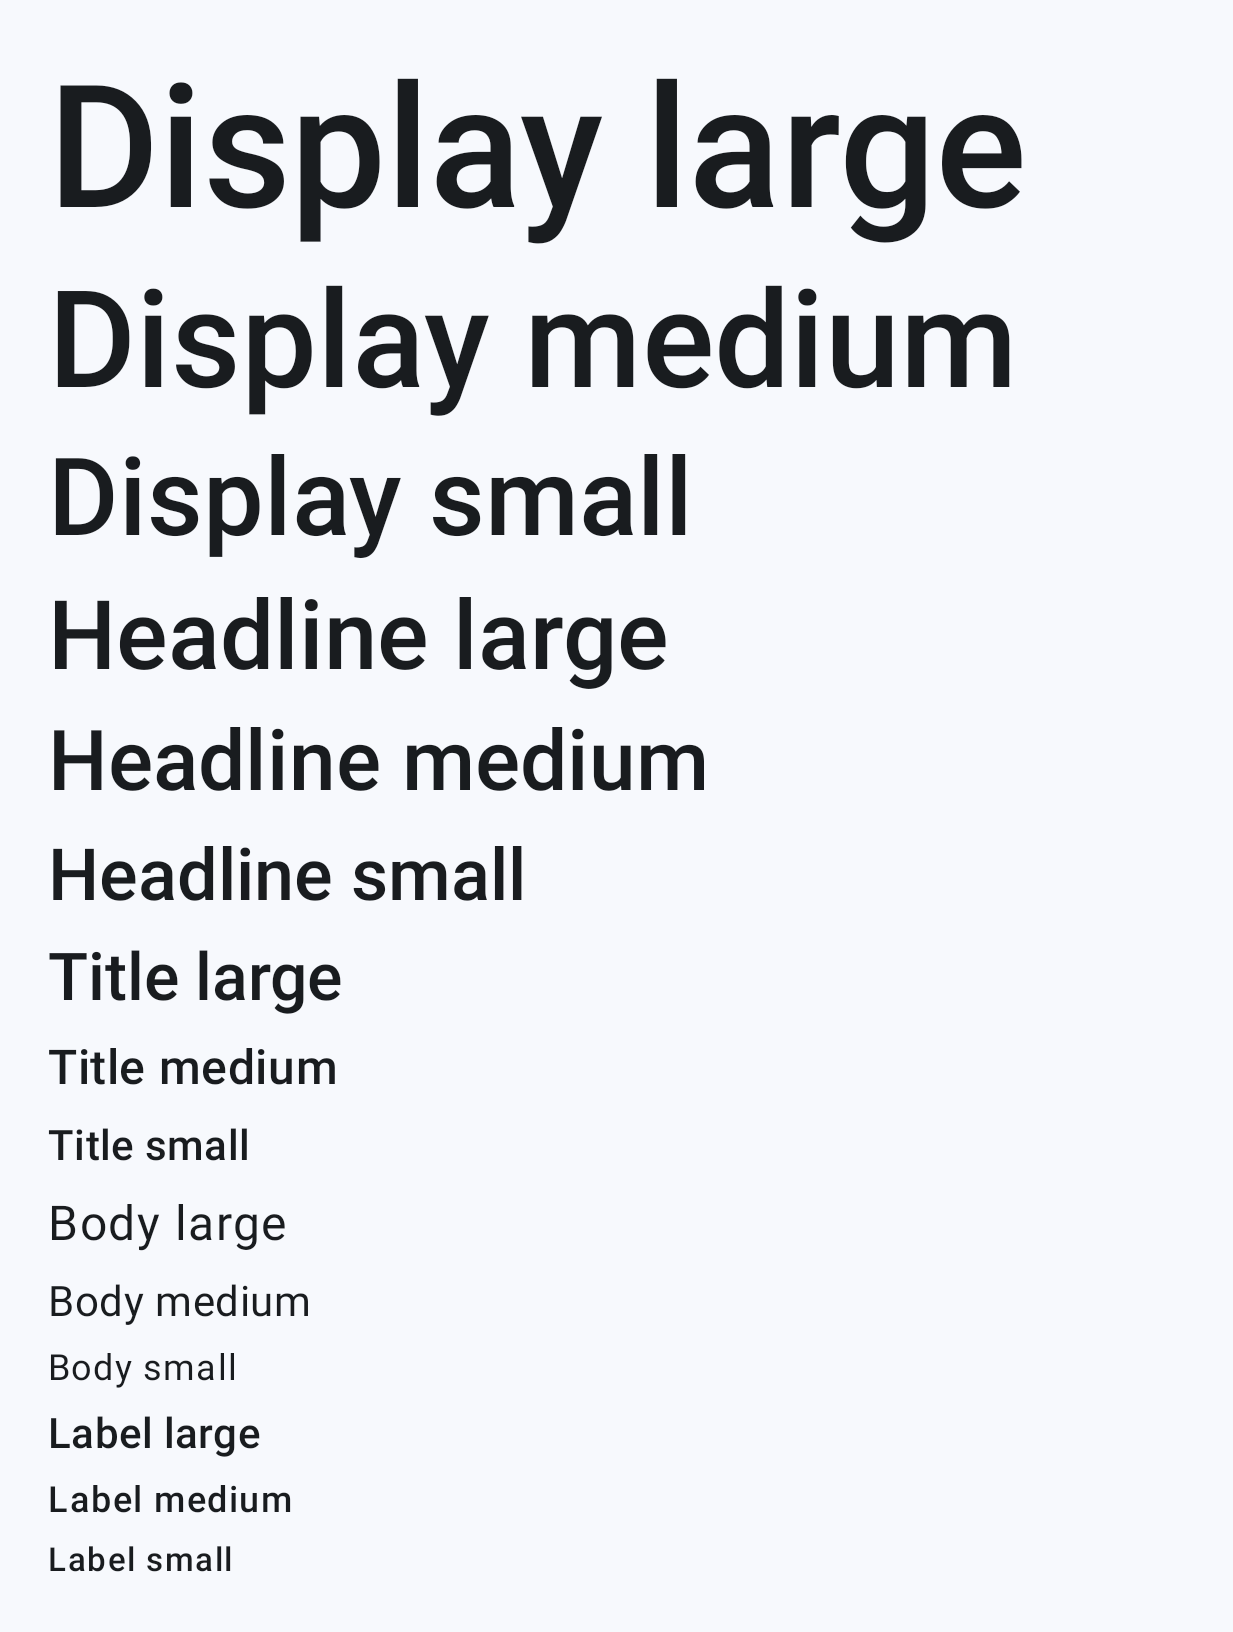 Display large
Display medium
Display small
Headline large
Headline medium
Headline small
Title large
Title medium
Title small
Body large
Body medium
Body small
Label large
Label medium
Label small